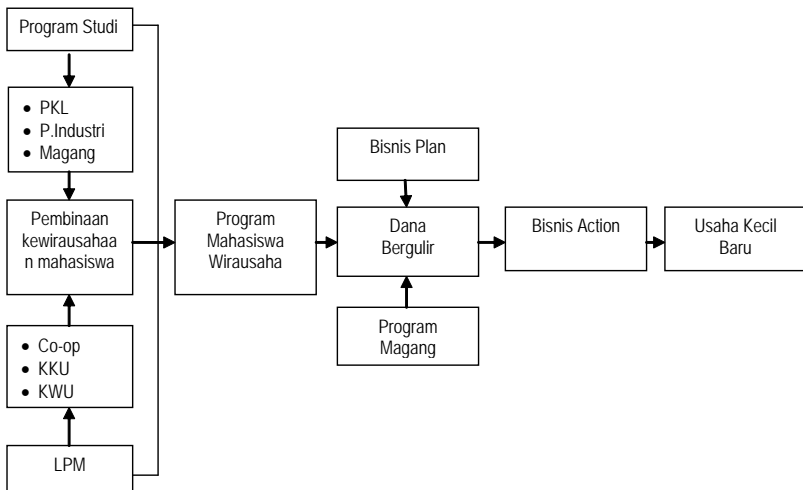 Program Studi
• PKL
• P.Industri
• Magang
Pembinaan
kewirausahaa
n mahasiswa
• Co-op
• KKU
• KWU
LPM
Program
Mahasiswa
Wirausaha
Bisnis Plan
Dana
Bergulir
Program
Magang
Bisnis Action
Usaha Kecil
Baru